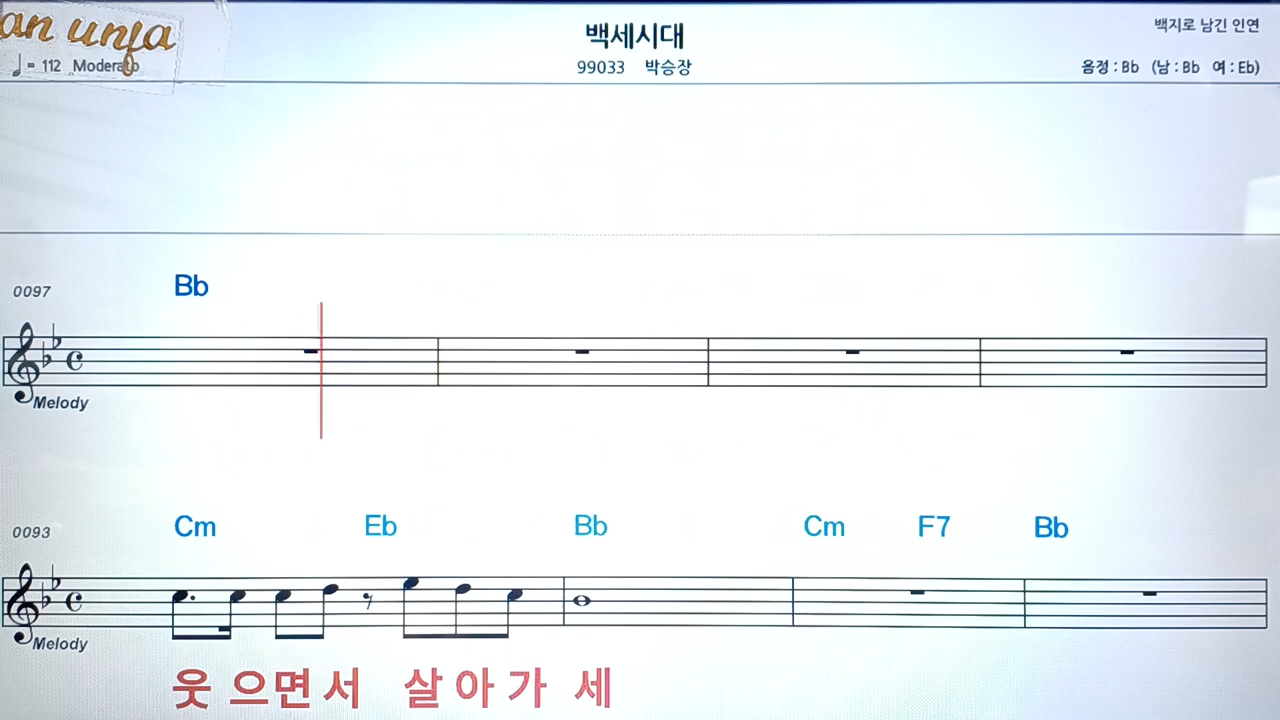 an unfa
백세시대
백지로 남긴 인연
♩= 112 Moderato
99033 박승장
음정 : Bb (남 : Bb 여 : Eb)
0097 Bb
Melody
0093 Cm Eb Bb Cm F7 Bb
Melody
웃 으면 서 살 아 가 세